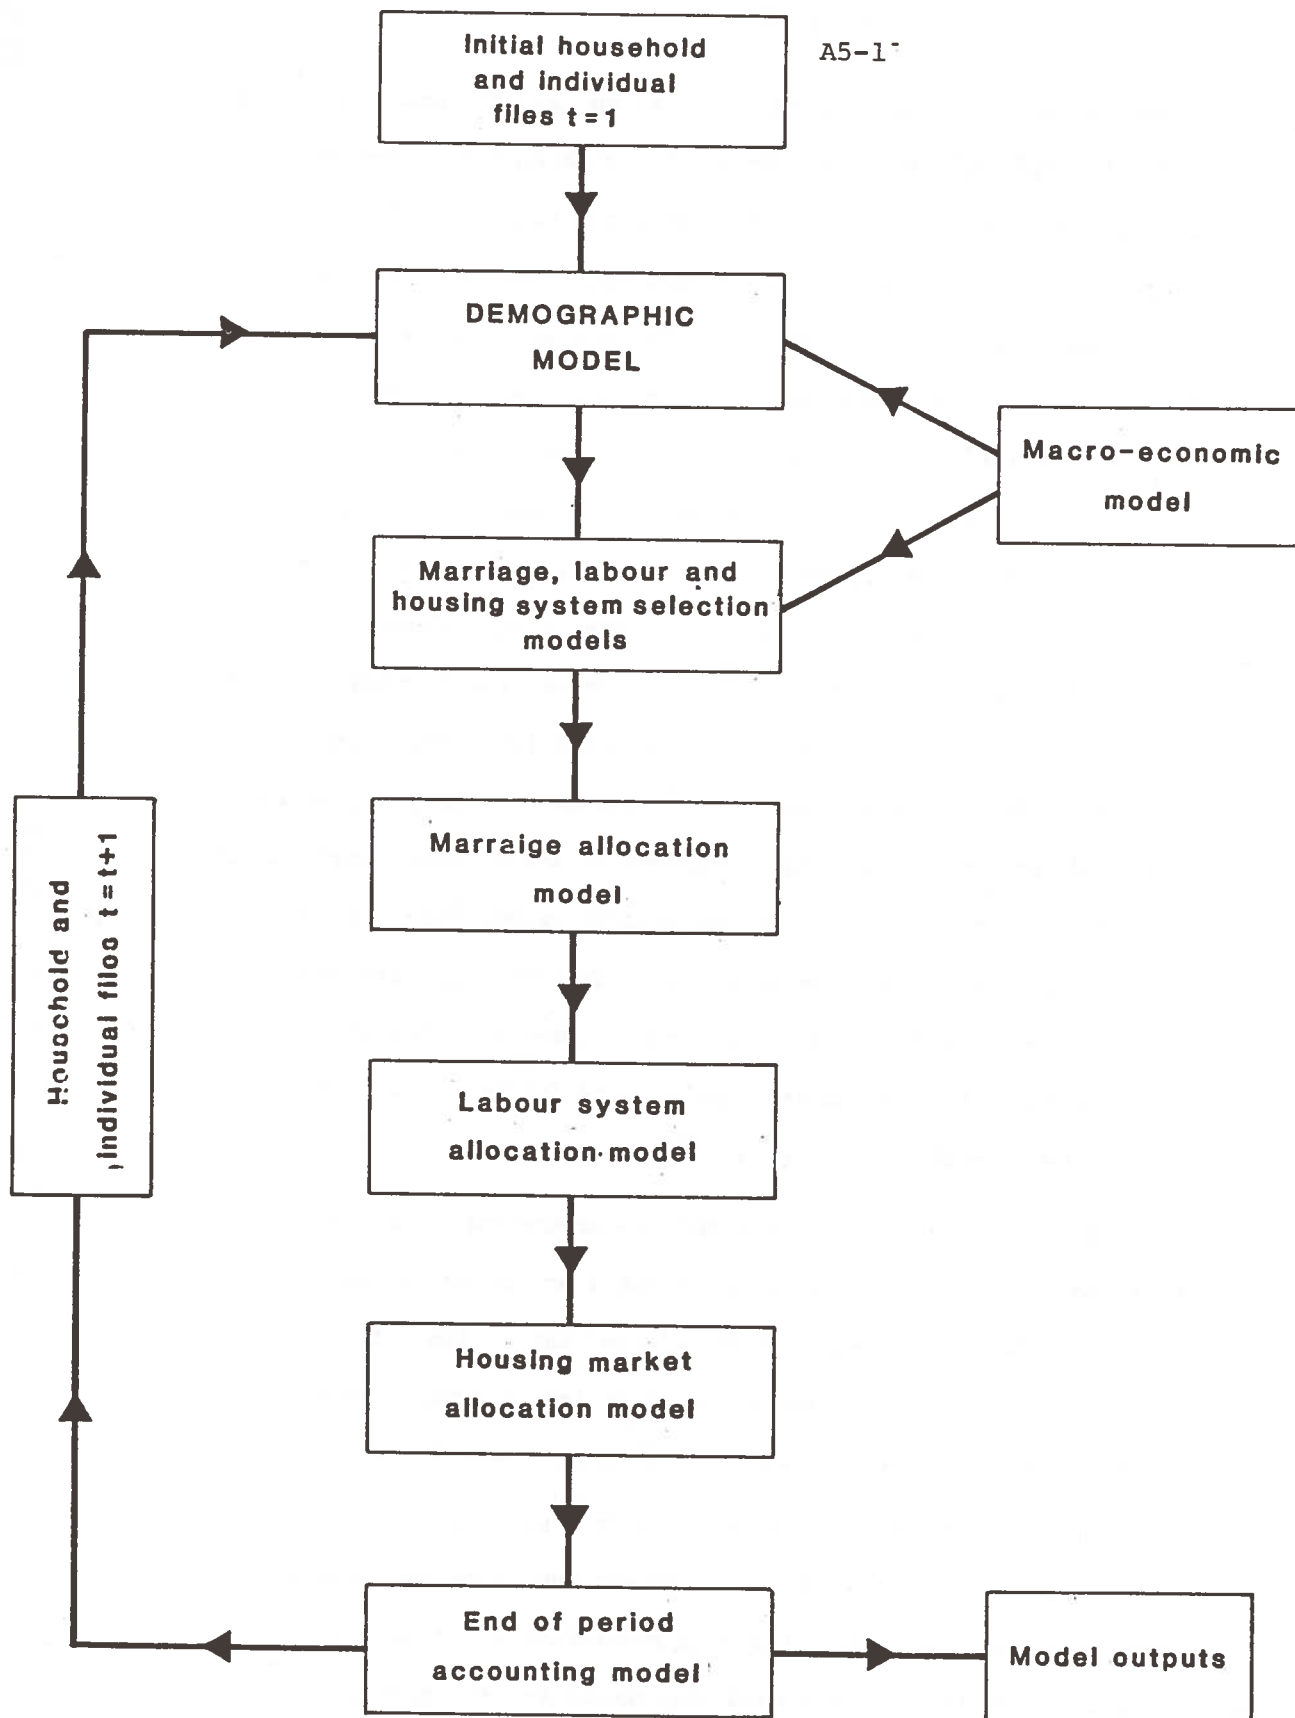 Initial household
and individual
files t=1
A5-1
DEMOGRAPHIC
MODEL
Macro-economic
model
Marriage, labour and
housing system selection
models
Marraige allocation
model
Household and
individual files t=t+1
Labour system
allocation model
Housing market
allocation model
End of period
accounting model
Model outputs